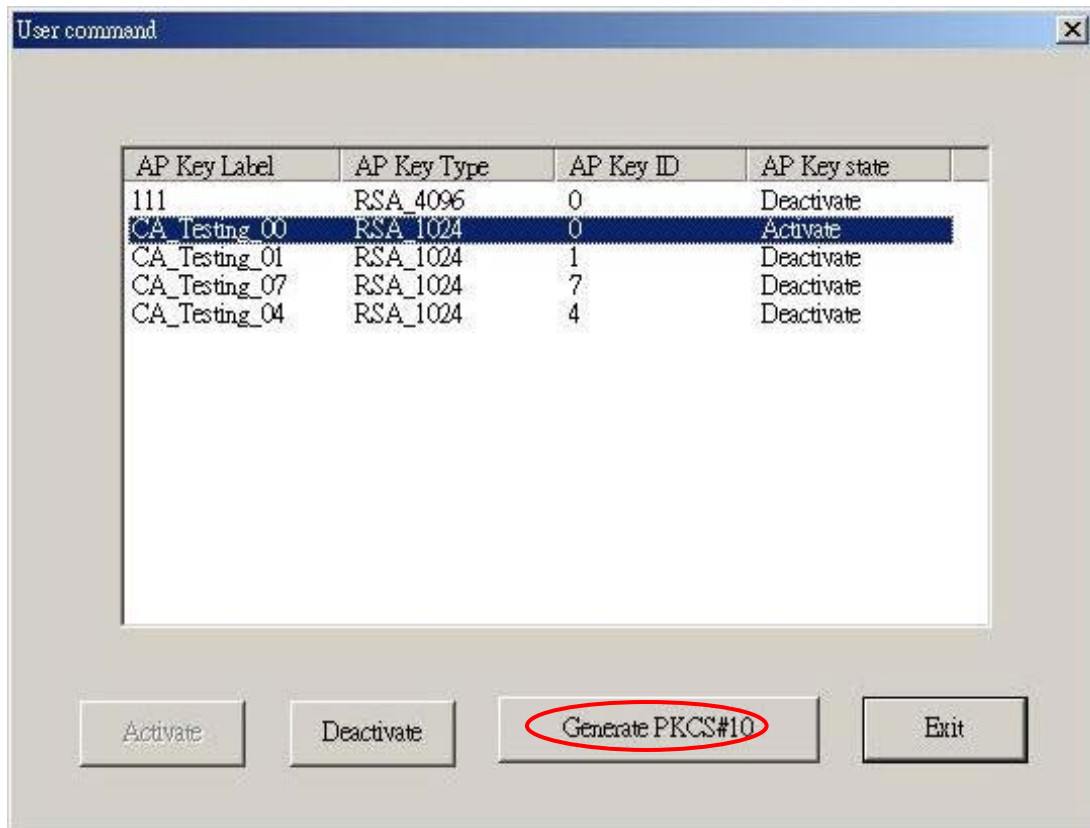 User command
AP Key Label AP Key Type AP Key ID AP Key state
111 RSA_4096 0 Deactivate
CA_Testing_00 RSA_1024 0 Activate
CA_Testing_01 RSA_1024 1 Deactivate
CA_Testing_07 RSA_1024 7 Deactivate
CA_Testing_04 RSA_1024 4 Deactivate
Activate Deactivate Generate PKCS#10 Exit